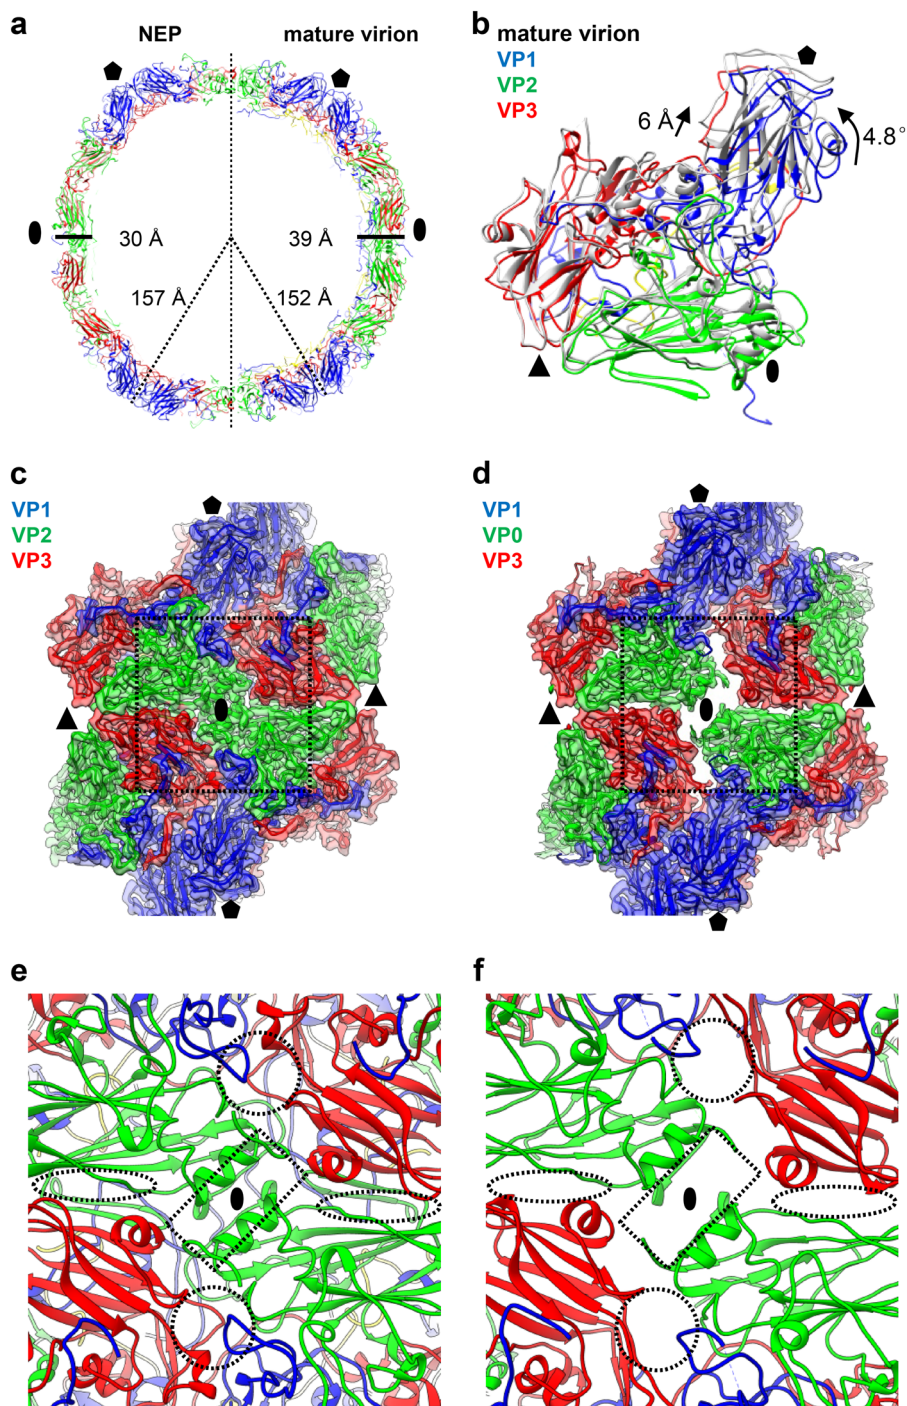 a
NEP
mature virion
30 Å
39 Å
157 Å
152 Å
b
mature virion
VP1
VP2
VP3
6 Å
4.8°
c
VP1
VP2
VP3
d
VP1
VP0
VP3
e
f